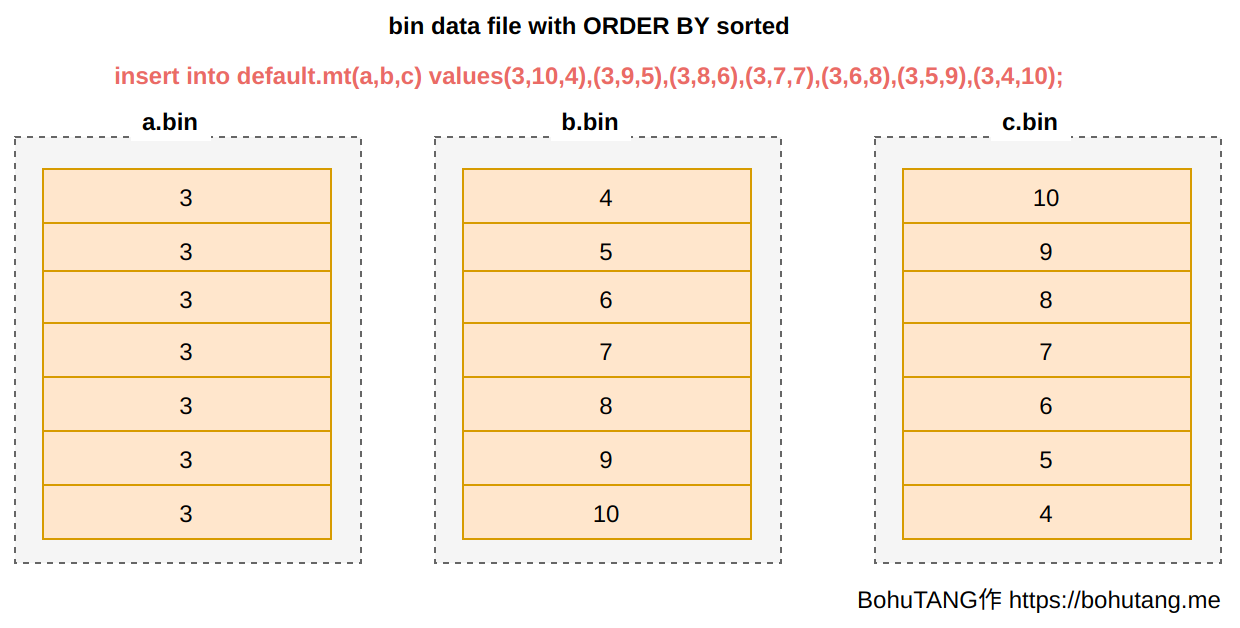 bin data file with ORDER BY sorted
insert into default.mt(a,b,c) values(3,10,4),(3,9,5),(3,8,6),(3,7,7),(3,6,8),(3,5,9),(3,4,10);
a.bin b.bin c.bin
3 4 10
3 5 9
3 6 8
3 7 7
3 8 6
3 9 5
3 10 4
BohuTANG作 https://bohutang.me